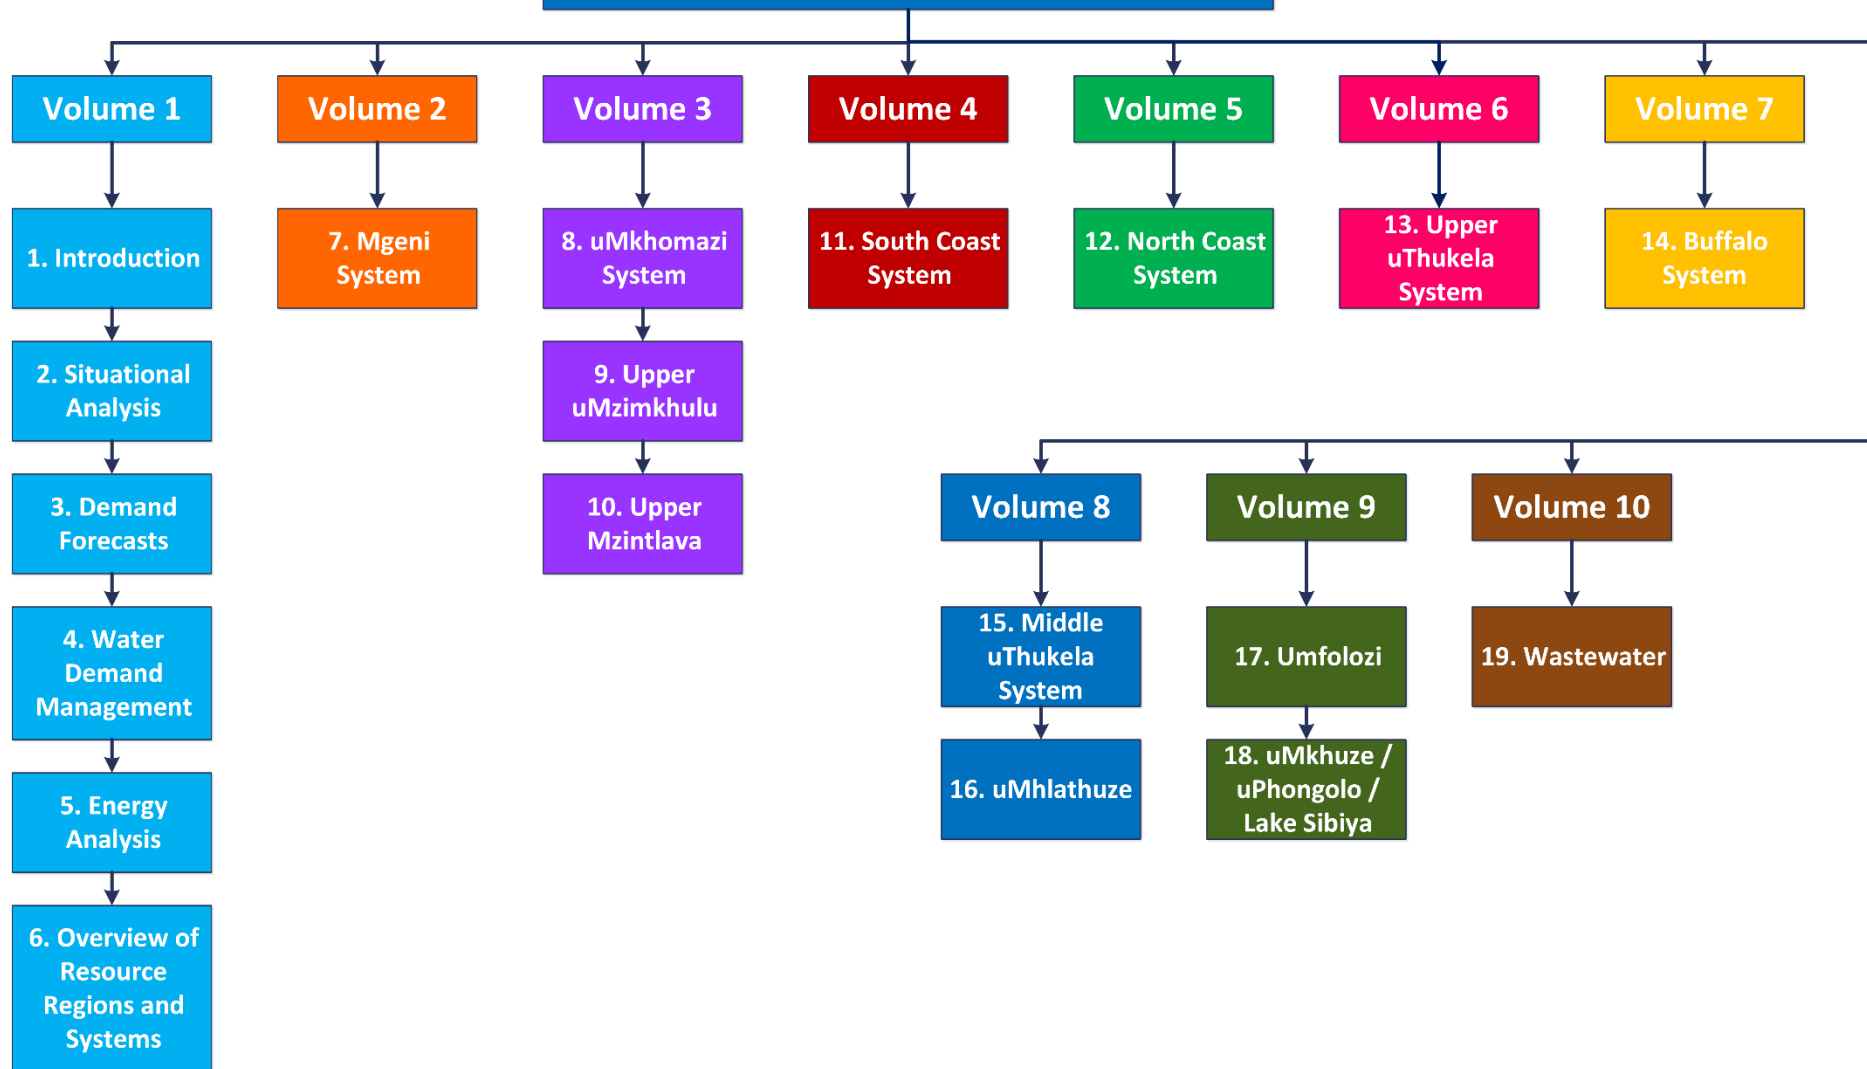 Volume 1
Volume 2
Volume 3
Volume 4
Volume 5
Volume 6
Volume 7
1. Introduction
7. Mgeni
System
8. uMkhomazi
System
11. South Coast
System
12. North Coast
System
13. Upper
uThukela
System
14. Buffalo
System
2. Situational
Analysis
9. Upper
uMzimkhulu
3. Demand
Forecasts
10. Upper
Mzintlava
Volume 8
Volume 9
Volume 10
4. Water
Demand
Management
15. Middle
uThukela
System
17. Umfolozi
19. Wastewater
5. Energy
Analysis
16. uMhlathuze
18. uMkhuze /
uPhongolo /
Lake Sibiya
6. Overview of
Resource
Regions and
Systems